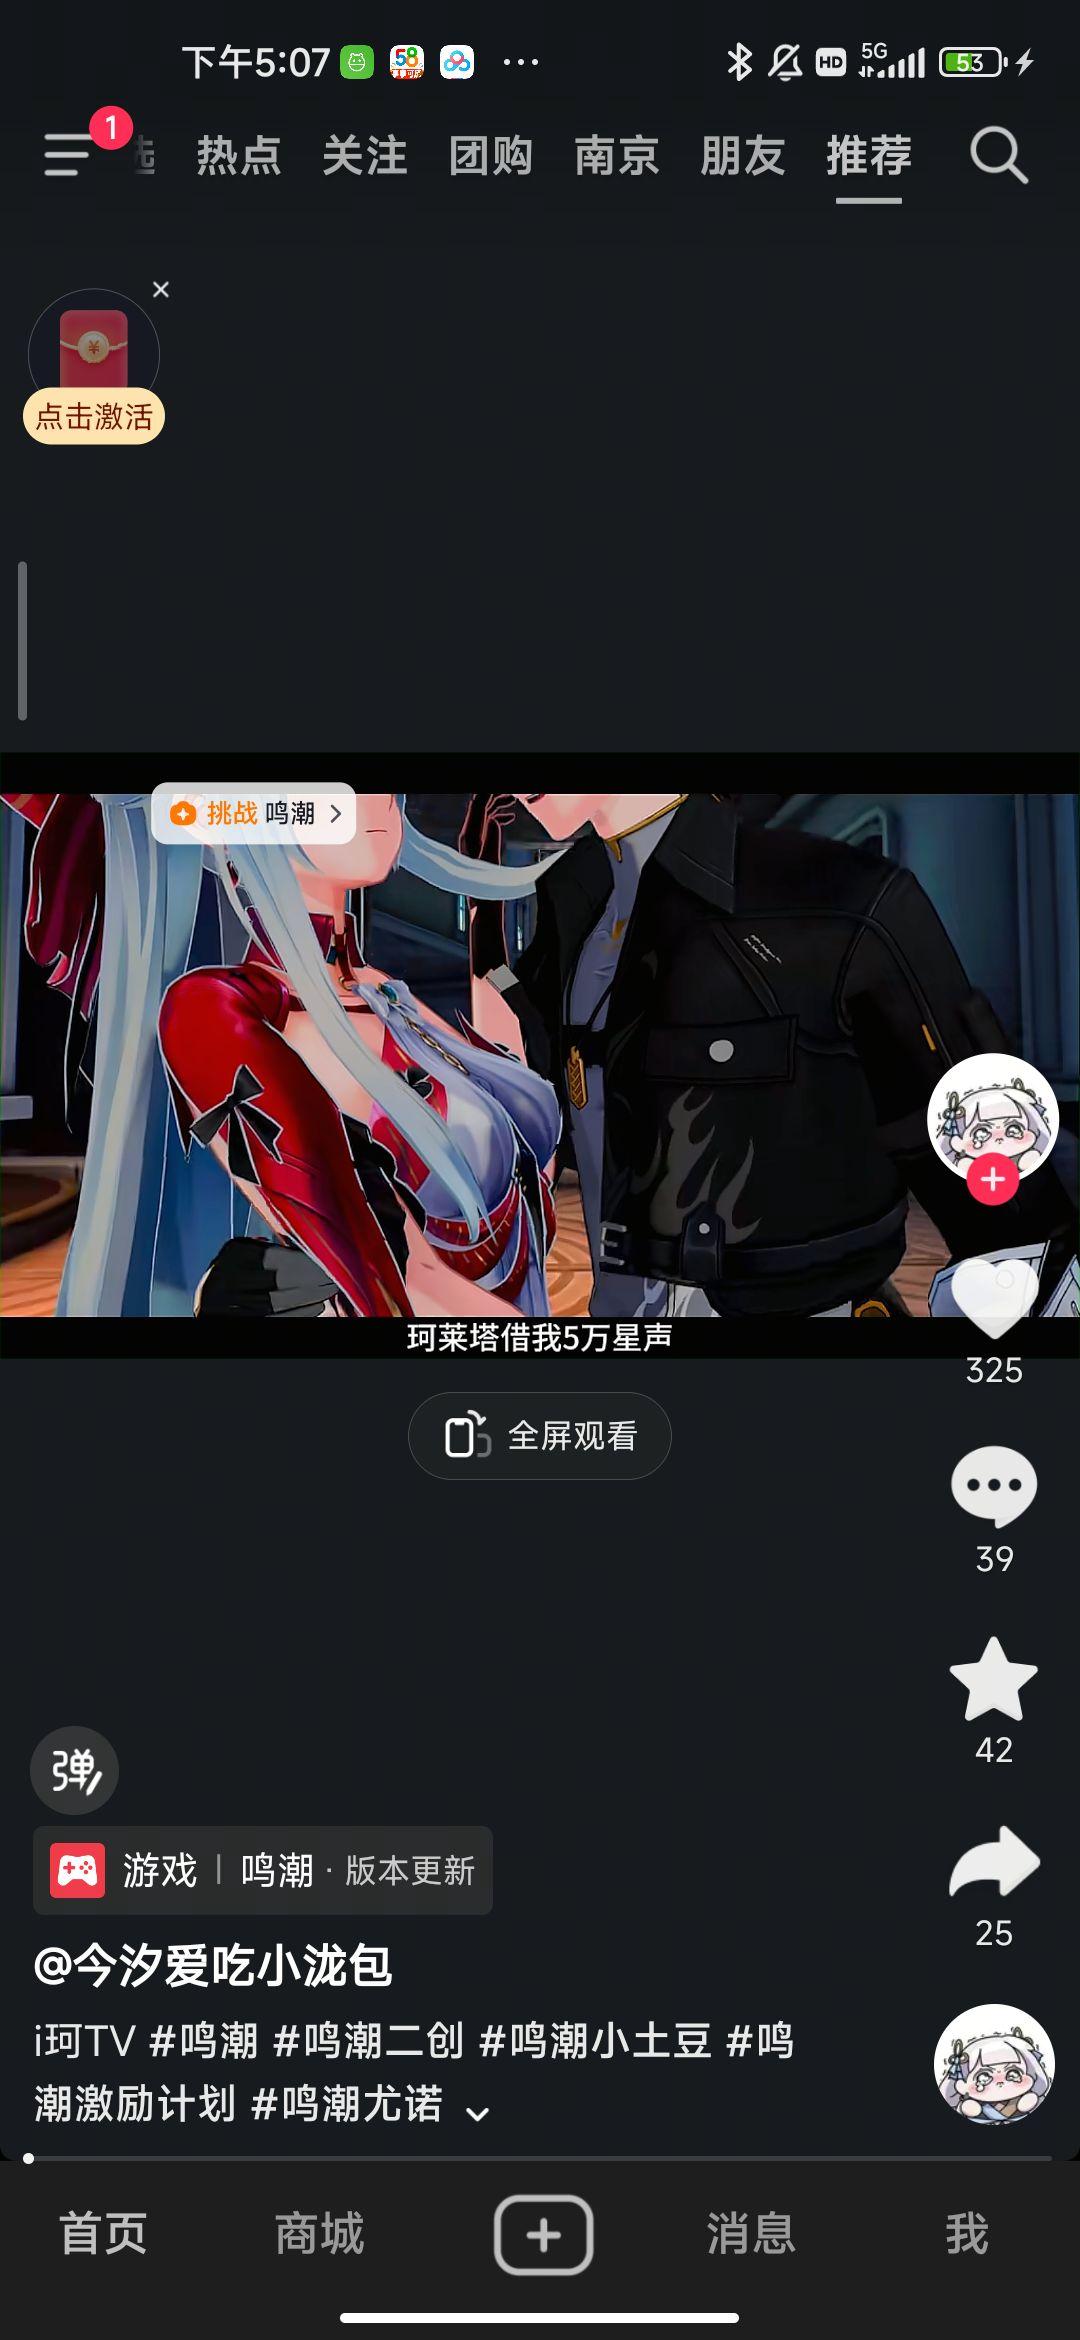 下午5:07
58
HD
5G
53
1
选 热点 关注 团购 南京 朋友 推荐
点击激活
挑战 鸣潮
珂莱塔借我5万星声
325
全屏观看
39
42
弹
游戏 | 鸣潮 · 版本更新
25
@今汐爱吃小泷包
i珂TV #鸣潮 #鸣潮二创 #鸣潮小土豆 #鸣
潮激励计划 #鸣潮尤诺
首页 商城 消息 我